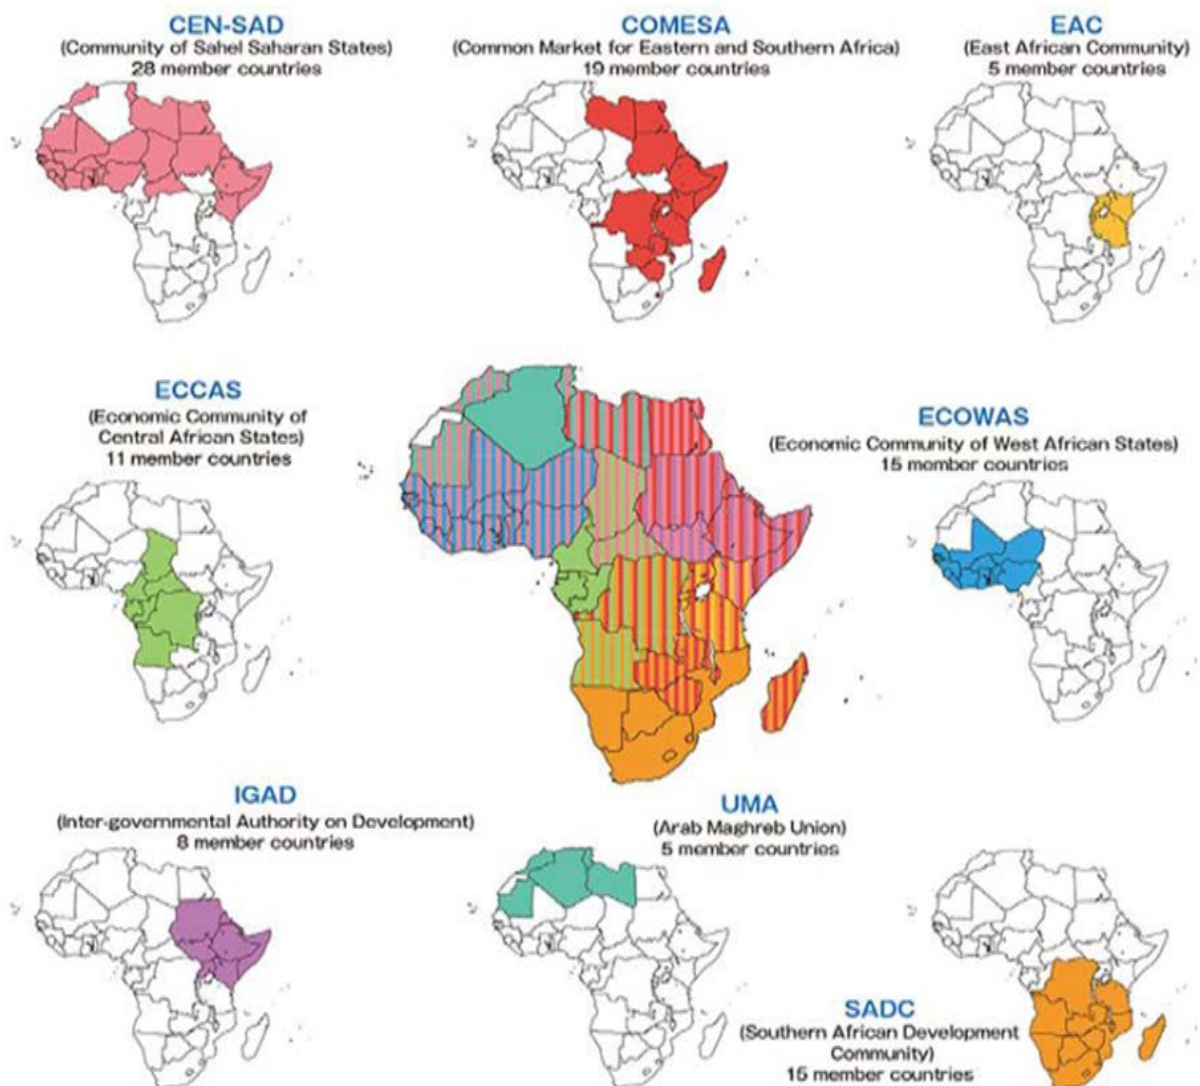 CEN-SAD
(Community of Sahel Saharan States)
28 member countries
COMESA
(Common Market for Eastern and Southern Africa)
19 member countries
EAC
(East African Community)
5 member countries
ECCAS
(Economic Community of
Central African States)
11 member countries
ECOWAS
(Economic Community of West African States)
15 member countries
IGAD
(Inter-governmental Authority on Development)
8 member countries
UMA
(Arab Maghreb Union)
5 member countries
SADC
(Southern African Development
Community)
15 member countries